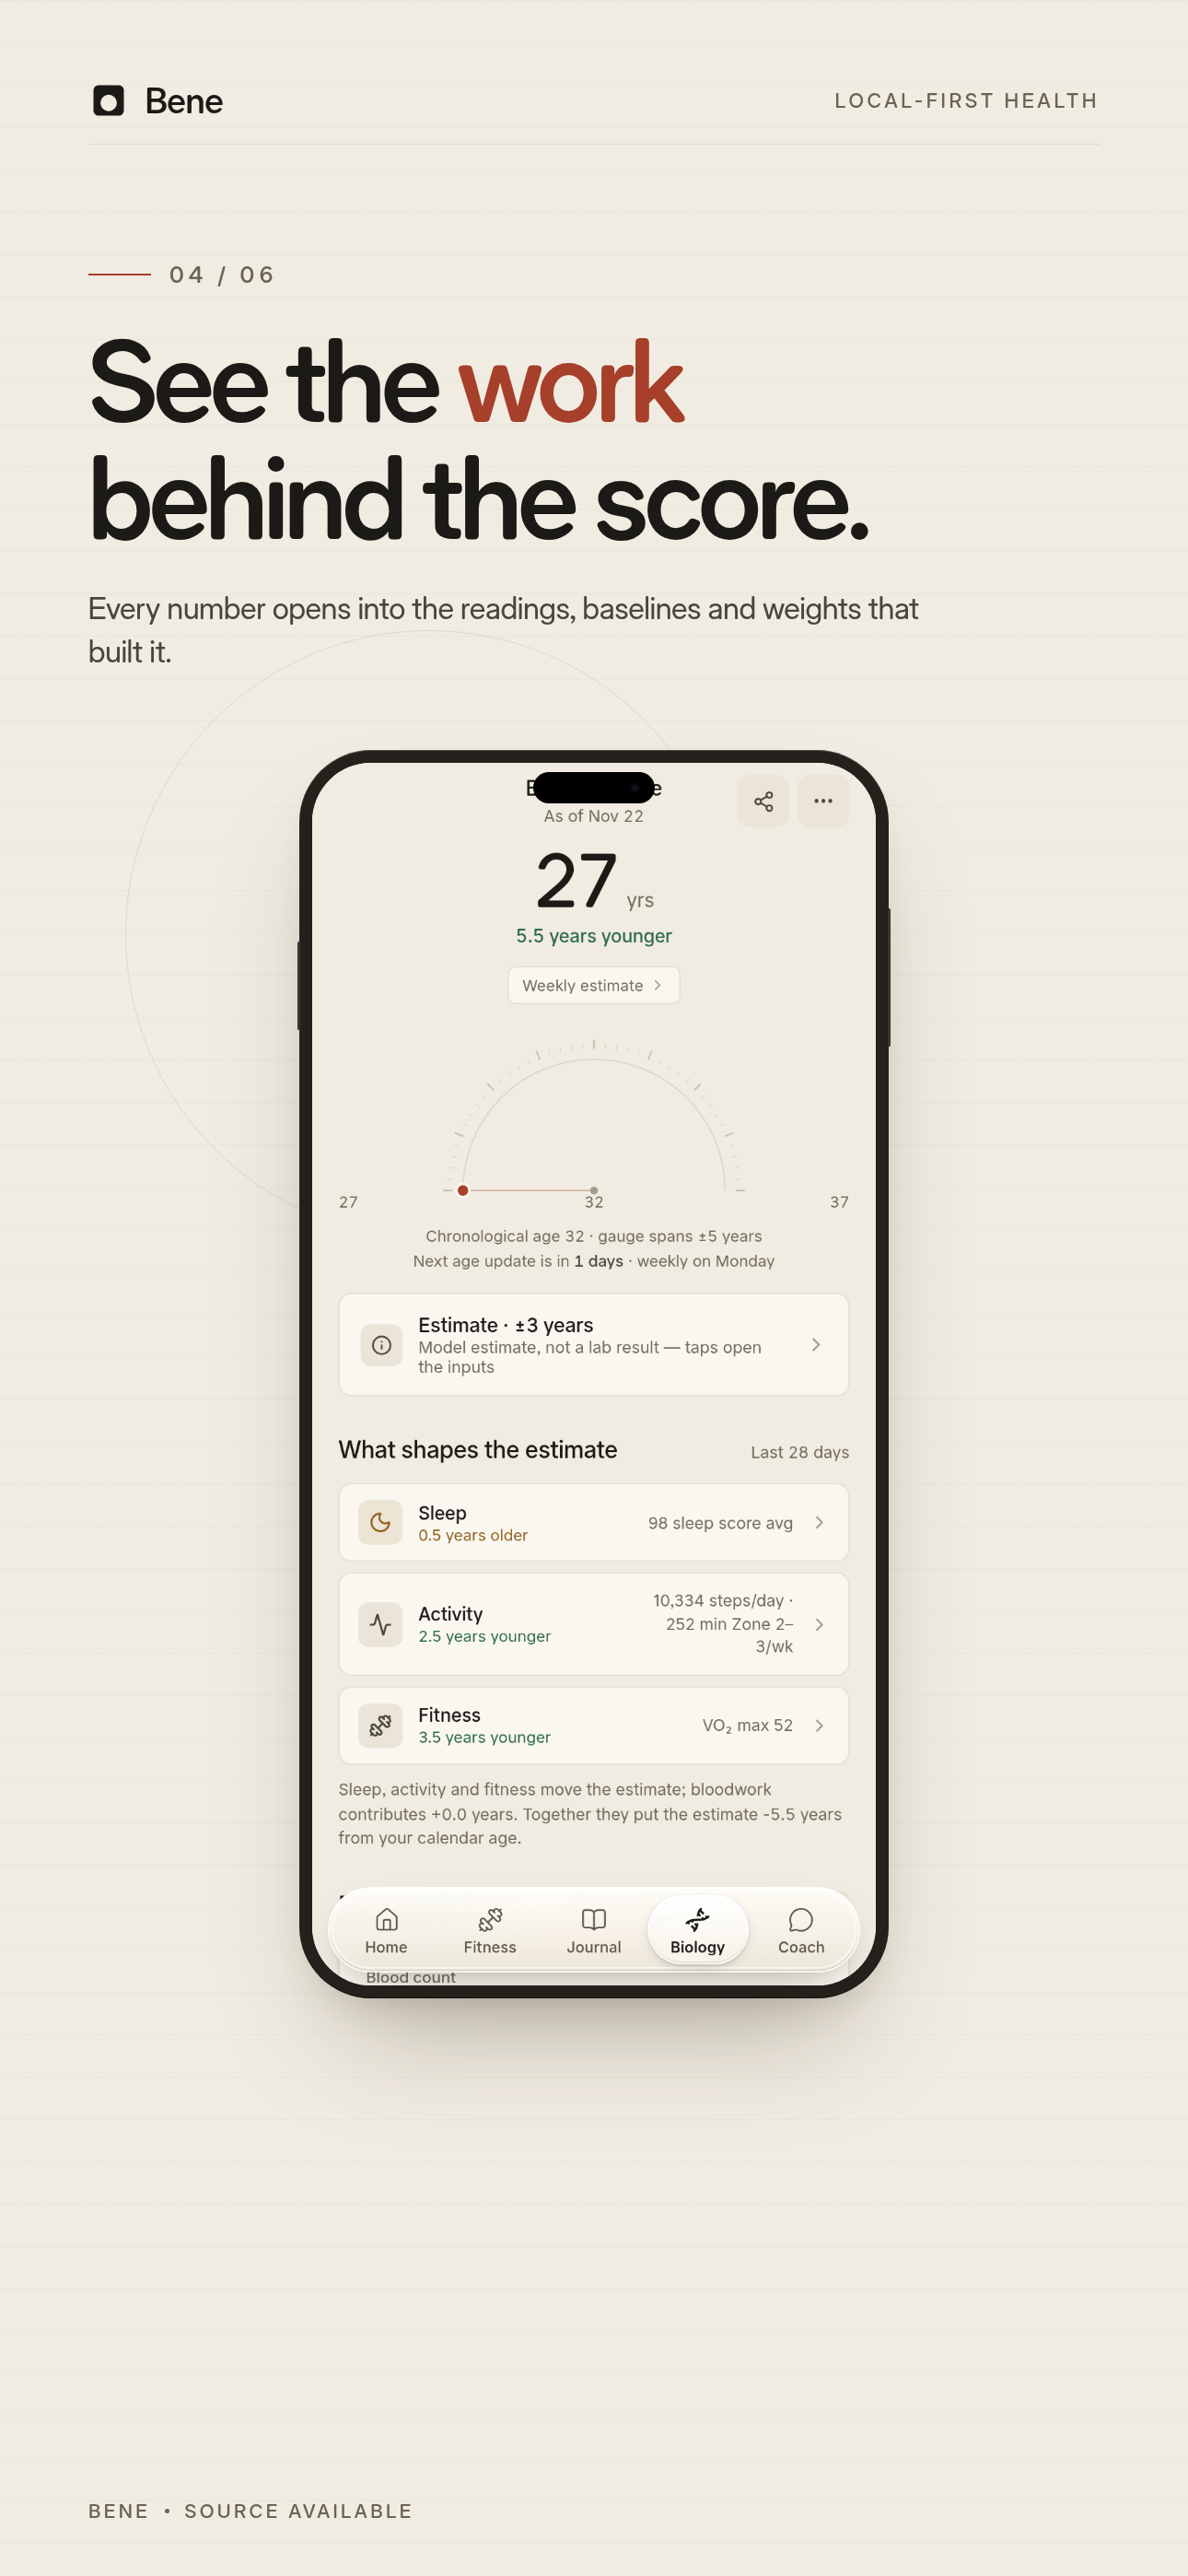 Bene
LOCAL-FIRST HEALTH
04 / 06
See the work
behind the score.
Every number opens into the readings, baselines and weights that
built it.
As of Nov 22
27 yrs
5.5 years younger
Weekly estimate
27
32
37
Chronological age 32 · gauge spans ±5 years
Next age update is in 1 days · weekly on Monday
Estimate · ±3 years
Model estimate, not a lab result — taps open
the inputs
What shapes the estimate
Last 28 days
Sleep
0.5 years older
98 sleep score avg
Activity
2.5 years younger
10,334 steps/day ·
252 min Zone 2–
3/wk
Fitness
3.5 years younger
VO₂ max 52
Sleep, activity and fitness move the estimate; bloodwork
contributes +0.0 years. Together they put the estimate -5.5 years
from your calendar age.
Home
Fitness
Journal
Biology
Coach
Blood count
BENE • SOURCE AVAILABLE